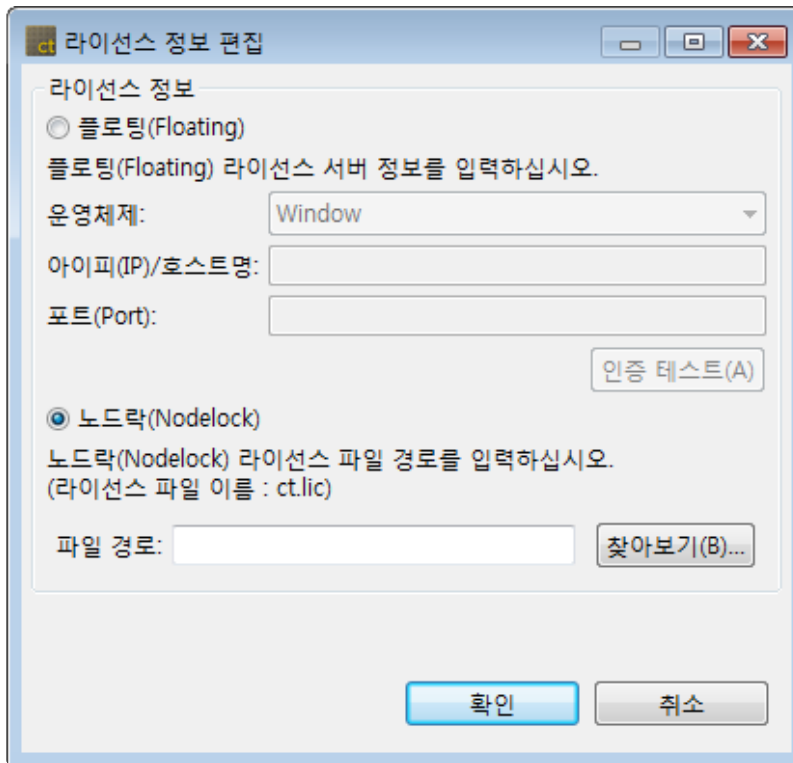 ct 라이선스 정보 편집
라이선스 정보
플로팅(Floating)
플로팅(Floating) 라이선스 서버 정보를 입력하십시오.
운영체제: Window
아이피(IP)/호스트명:
포트(Port):
인증 테스트(A)
노드락(Nodelock)
노드락(Nodelock) 라이선스 파일 경로를 입력하십시오.
(라이선스 파일 이름 : ct.lic)
파일 경로: 찾아보기(B)...
확인 취소